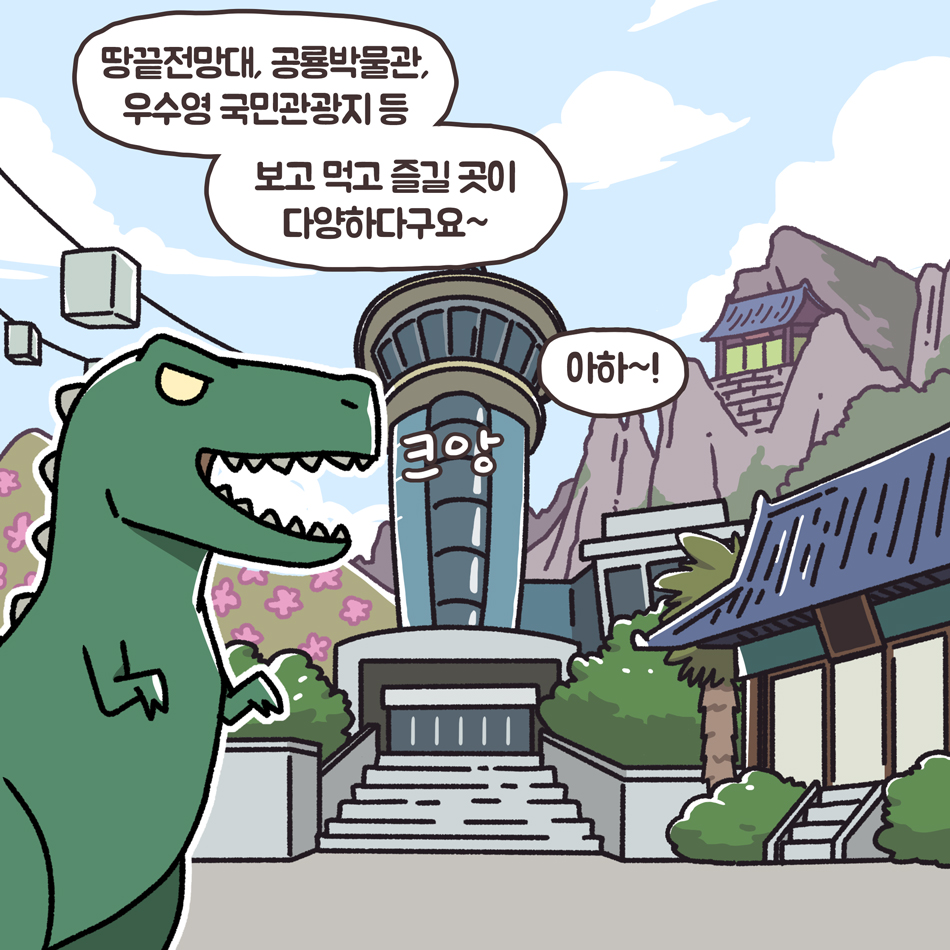 땅끝전망대, 공룡박물관,
우수영 국민관광지 등
보고 먹고 즐길 곳이
다양하다구요~
아하~!
크앙